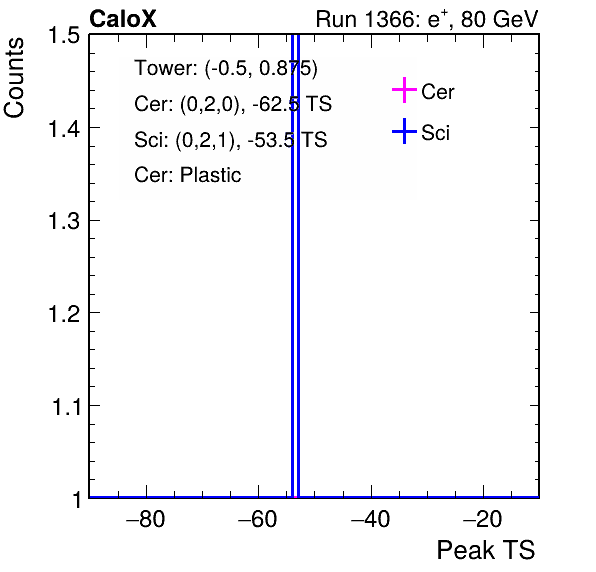 CaloX Run 1366: e+, 80 GeV
Counts
1.5
Tower: (-0.5, 0.875)
Cer: (0,2,0), -62.5 TS
Sci: (0,2,1), -53.5 TS
Cer: Plastic
Cer
Sci
1.4
1.3
1.2
1.1
1
−80 −60 −40 −20
Peak TS